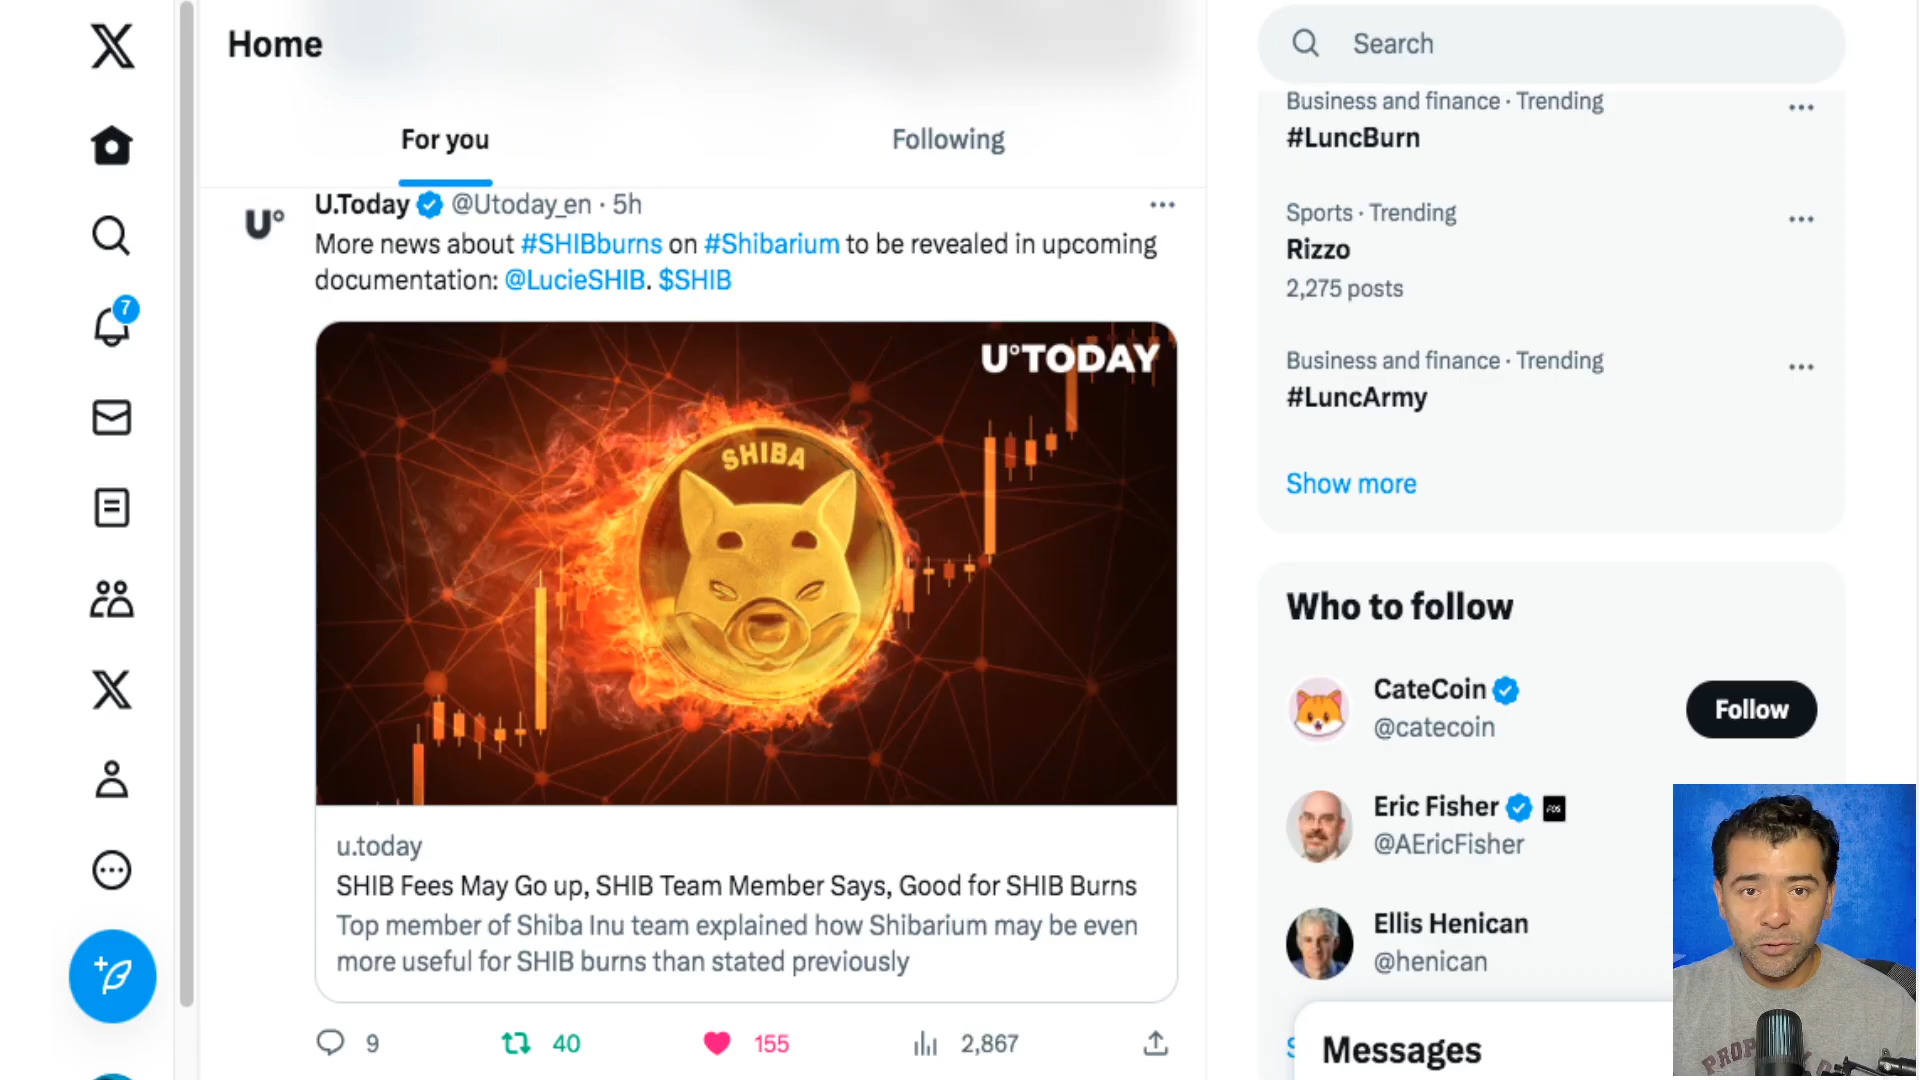 Home
For you
Following
U.Today @Utoday_en · 5h
More news about #SHIBburns on #Shibarium to be revealed in upcoming
documentation: @LucieSHIB. $SHIB
U°TODAY
SHIBA
u.today
SHIB Fees May Go up, SHIB Team Member Says, Good for SHIB Burns
Top member of Shiba Inu team explained how Shibarium may be even
more useful for SHIB burns than stated previously
9 40 155 2,867
7
U°
Search
Business and finance · Trending
#LuncBurn
Sports · Trending
Rizzo
2,275 posts
Business and finance · Trending
#LuncArmy
Show more
Who to follow
CateCoin
@catecoin
Follow
Eric Fisher
@AEricFisher
Ellis Henican
@henican
Messages